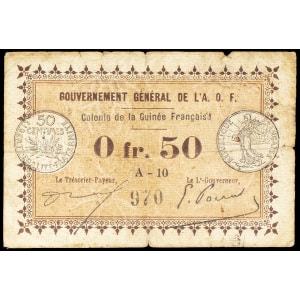 GOUVERNEMENT GÉNÉRAL DE L'A. O. F.
Colonie de la Guinée Française
50
CENTIMES
0 fr. 50
A - 10
Le Trésorier-Payeur,
970
Le Lt-Gouverneur,